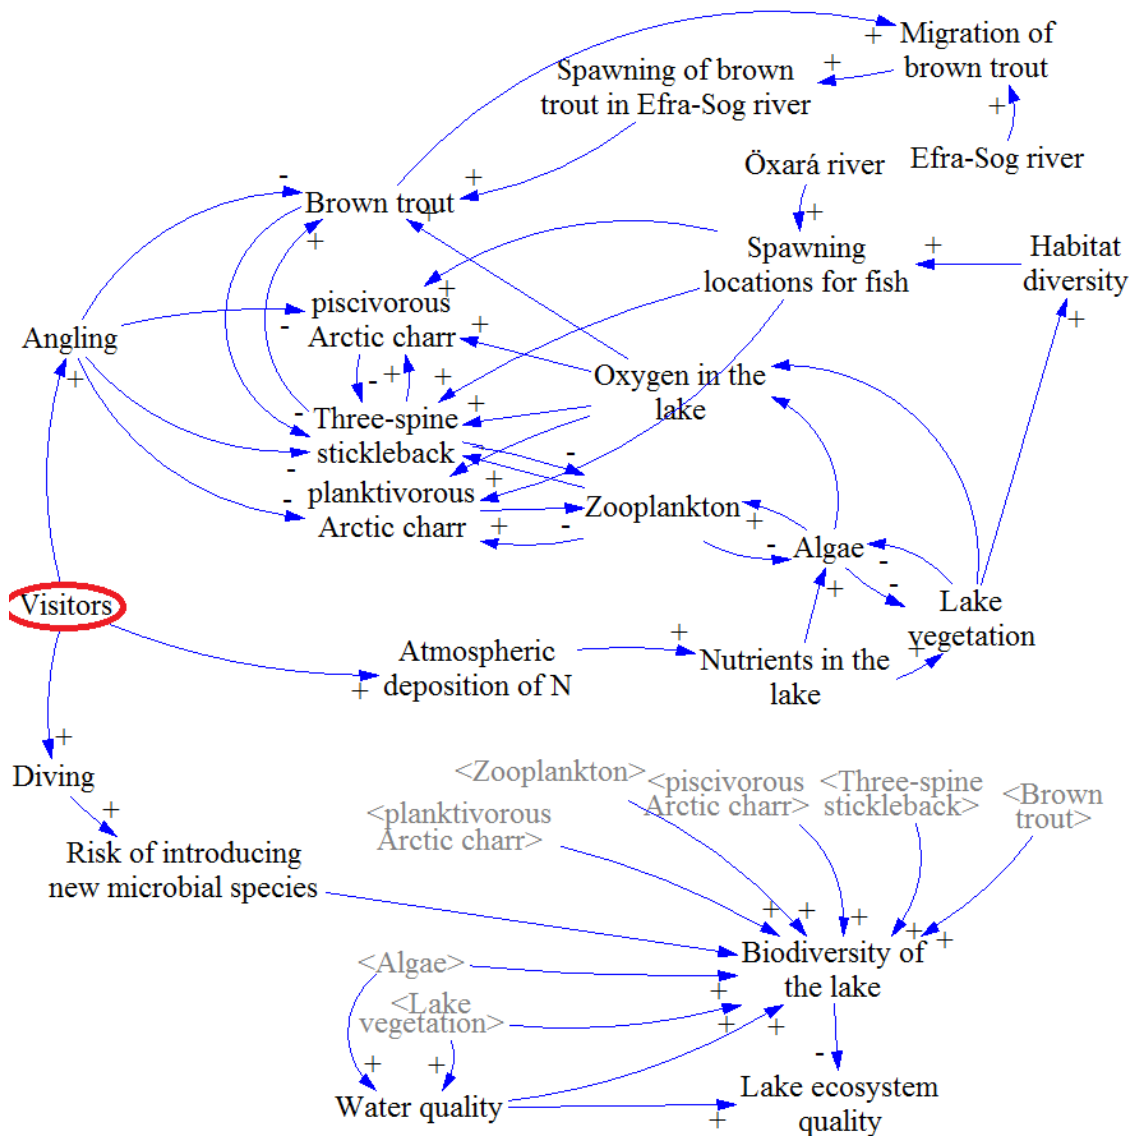 Migration of
brown trout
Spawning of brown
trout in Efra-Sog river
Efra-Sog river
Öxará river
Brown trout
Spawning
locations for fish
Habitat
diversity
piscivorous
Arctic charr
Angling
Oxygen in the
lake
Three-spine
stickleback
planktivorous
Arctic charr
Zooplankton
Algae
Visitors
Lake
vegetation
Atmospheric
deposition of N
Nutrients in the
lake
Diving
Risk of introducing
new microbial species
<Zooplankton>
<piscivorous
Arctic charr>
<Three-spine
stickleback>
<Brown
trout>
<planktivorous
Arctic charr>
Biodiversity of
the lake
<Algae>
<Lake
vegetation>
Water quality
Lake ecosystem
quality